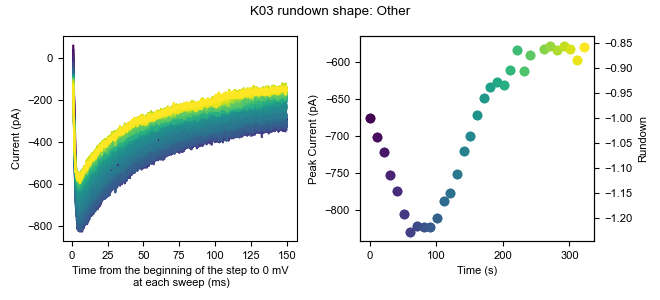 K03 rundown shape: Other
Current (pA)
0
−200
−400
−600
−800
0 25 50 75 100 125 150
Time from the beginning of the step to 0 mV
at each sweep (ms)
Peak Current (pA)
−600
−650
−700
−750
−800
0 100 200 300
Time (s)
−0.85
−0.90
−0.95
−1.00
−1.05
−1.10
−1.15
−1.20
Rundown